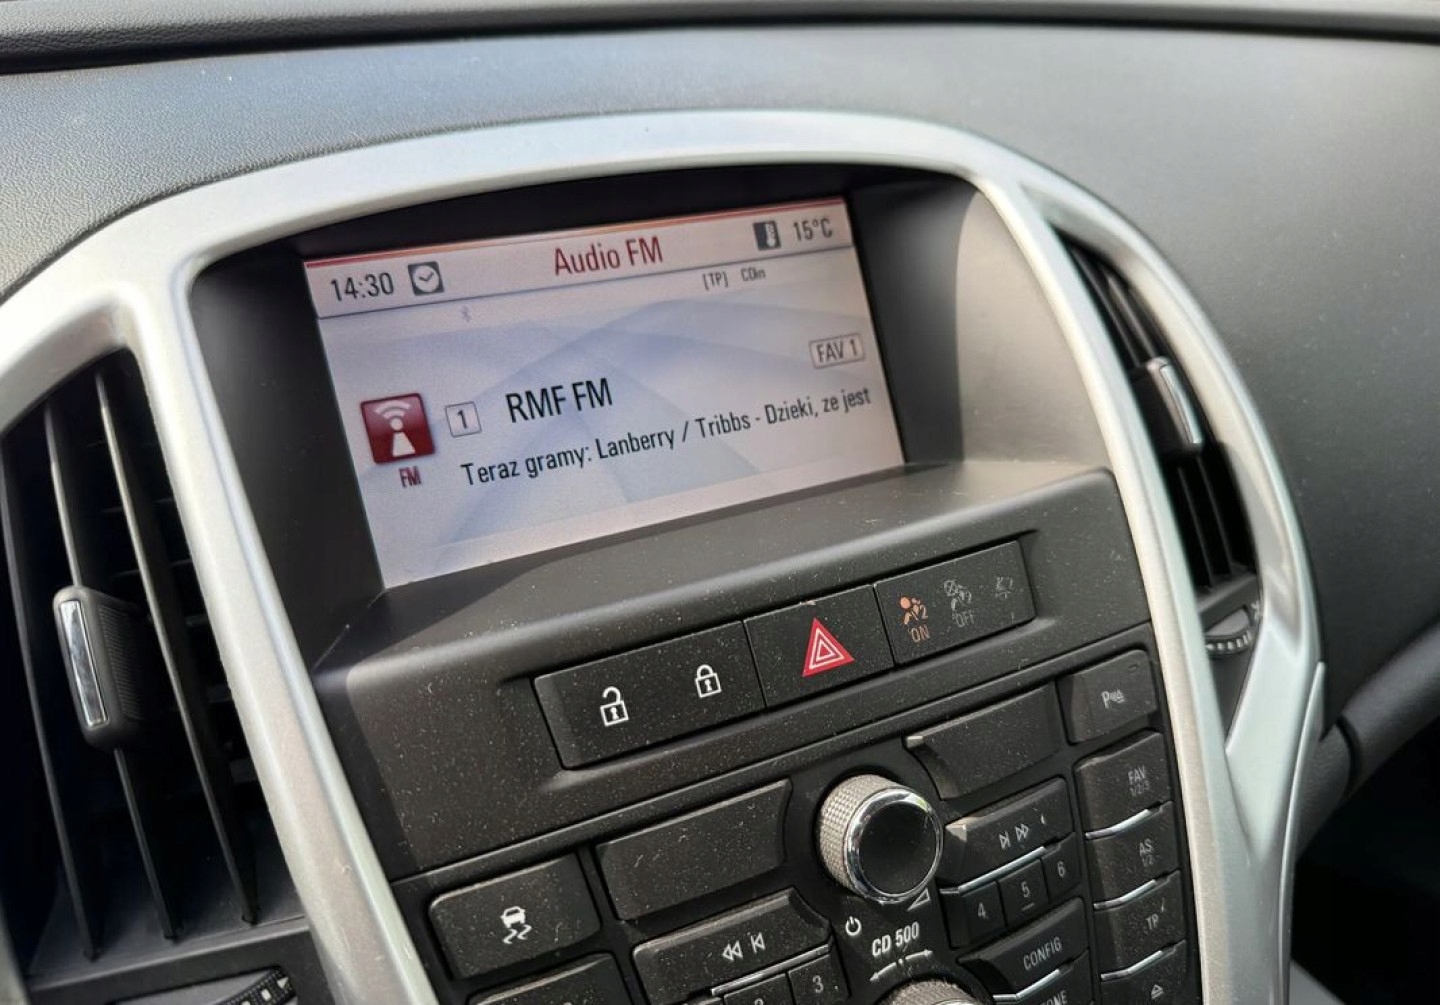 14:30 Audio FM 15°C
[TP] CDin
FAV 1
1 RMF FM
FM Teraz gramy: Lanberry / Tribbs - Dzieki, ze jest
ON OFF
P
FAV
1/2/3
AS
1/2
4 5 6
TP
3
CD 500
CONFIG